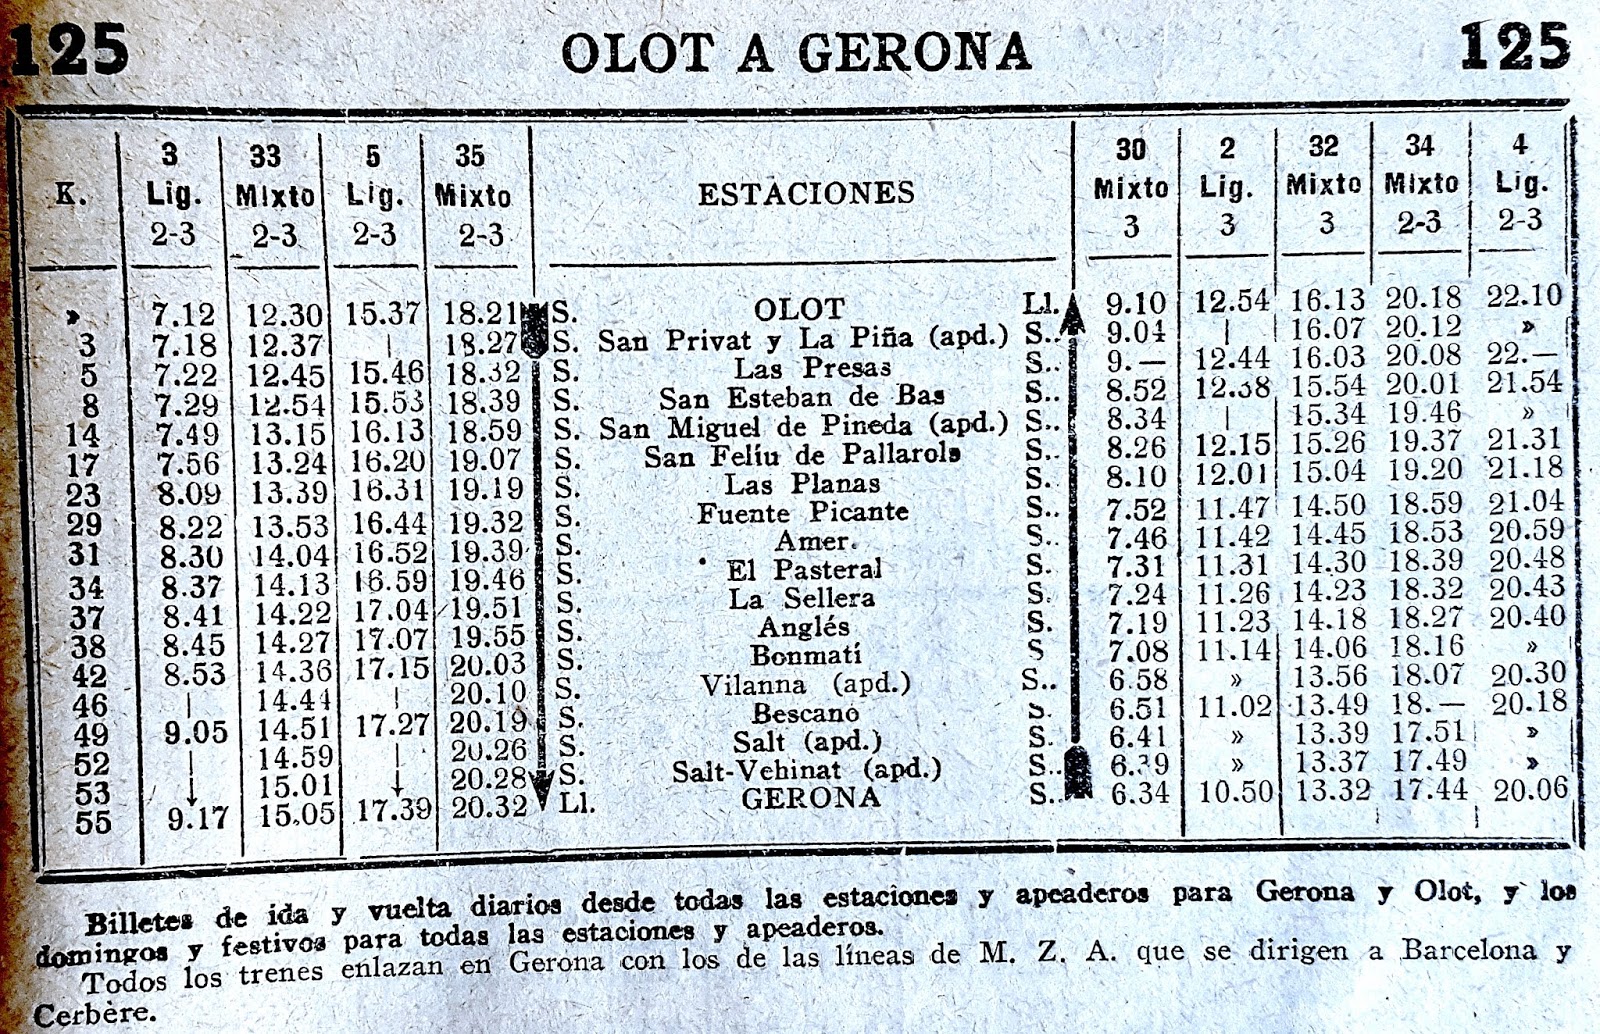 125 OLOT A GERONA 125
3 33 5 35 30 2 32 34 4
K. Lig. Mixto Lig. Mixto ESTACIONES Mixto Lig. Mixto Mixto Lig.
2-3 2-3 2-3 2-3 3 3 3 2-3 2-3
» 7.12 12.30 15.37 18.21 S. OLOT Ll. 9.10 12.54 16.13 20.18 22.10
3 7.18 12.37 | 18.27 S. San Privat y La Piña (apd.) S.. 9.04 | 16.07 20.12 »
5 7.22 12.45 15.46 18.32 S. Las Presas S.. 9.— 12.44 16.03 20.08 22.—
8 7.29 12.54 15.53 18.39 S. San Esteban de Bas S.. 8.52 12.38 15.54 20.01 21.54
14 7.49 13.15 16.13 18.59 S. San Miguel de Pineda (apd.) S.. 8.34 | 15.34 19.46 »
17 7.56 13.24 16.20 19.07 S. San Feliu de Pallarols S.. 8.26 12.15 15.26 19.37 21.31
23 8.09 13.39 16.31 19.19 S. Las Planas S.. 8.10 12.01 15.04 19.20 21.18
29 8.22 13.53 16.44 19.32 S. Fuente Picante S.. 7.52 11.47 14.50 18.59 21.04
31 8.30 14.04 16.52 19.39 S. Amer. S.. 7.46 11.42 14.45 18.53 20.59
34 8.37 14.13 16.59 19.46 S. El Pasteral S. 7.31 11.31 14.30 18.39 20.48
37 8.41 14.22 17.04 19.51 S. La Sellera S. 7.24 11.26 14.23 18.32 20.43
38 8.45 14.27 17.07 19.55 S. Anglés S. 7.19 11.23 14.18 18.27 20.40
42 8.53 14.36 17.15 20.03 S. Bonmatí S 7.08 11.14 14.06 18.16 »
46 | 14.44 | 20.10 S. Vilanna (apd.) S.. 6.58 » 13.56 18.07 20.30
49 9.05 14.51 17.27 20.19 S. Bescano S. 6.51 11.02 13.49 18.— 20.18
52 | 14.59 | 20.26 S. Salt (apd.) S. 6.41 » 13.39 17.51 »
53 ↓ 15.01 ↓ 20.28 S. Salt-Vehinat (apd.) S.. 6.39 » 13.37 17.49 »
55 9.17 15.05 17.39 20.32 Ll. GERONA S.. 6.34 10.50 13.32 17.44 20.06
Billetes de ida y vuelta diarios desde todas las estaciones y apeaderos para Gerona y Olot, y los
domingos y festivos para todas las estaciones y apeaderos.
Todos los trenes enlazan en Gerona con los de las líneas de M. Z. A. que se dirigen a Barcelona y
Cerbère.